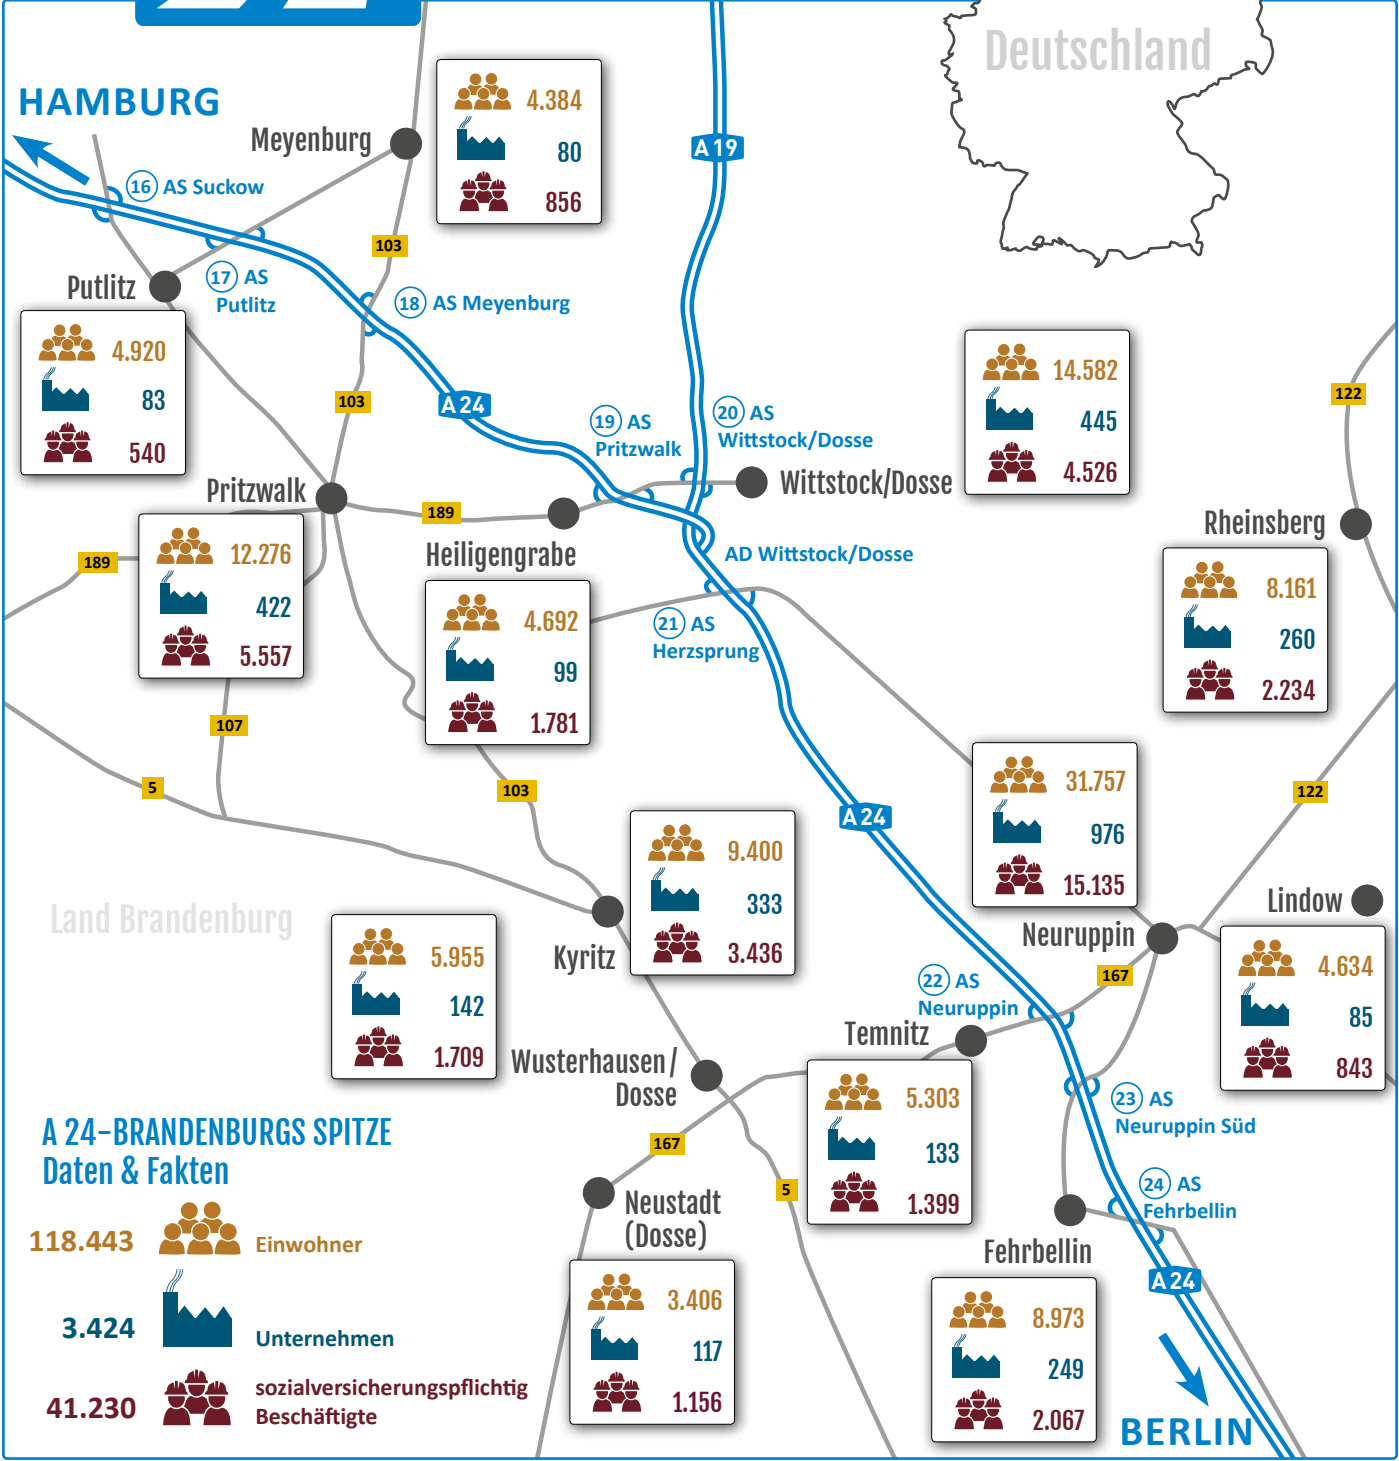 Deutschland
HAMBURG
A 19
Meyenburg
4.384
80
856
16 AS Suckow
103
17 AS
Putlitz
18 AS Meyenburg
Putlitz
4.920
83
540
103
A 24
19 AS
Pritzwalk
20 AS
Wittstock/Dosse
14.582
445
4.526
122
Wittstock/Dosse
Pritzwalk
189
Heiligengrabe
AD Wittstock/Dosse
Rheinsberg
189
12.276
422
5.557
4.692
99
1.781
21 AS
Herzsprung
8.161
260
2.234
107
5
103
31.757
976
15.135
122
A 24
9.400
333
3.436
Lindow
Land Brandenburg
Kyritz
Neuruppin
5.955
142
1.709
167
22 AS
Neuruppin
4.634
85
843
Temnitz
Wusterhausen/
Dosse
5.303
133
1.399
23 AS
Neuruppin Süd
167
5
24 AS
Fehrbellin
Neustadt
(Dosse)
Fehrbellin
3.406
117
1.156
8.973
249
2.067
A 24
BERLIN
A 24-BRANDENBURGS SPITZE
Daten & Fakten
118.443 Einwohner
3.424 Unternehmen
41.230 sozialversicherungspflichtig
Beschäftigte